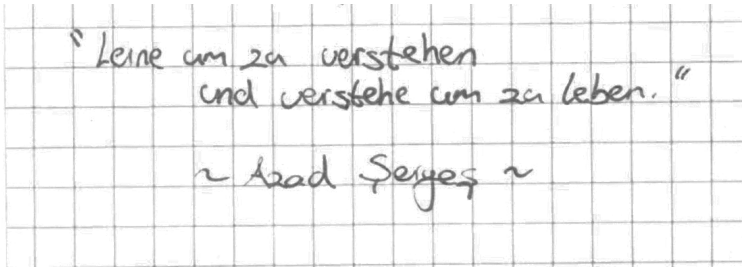 "Lerne um zu verstehen
und verstehe um zu leben."
~ Azad Şergeş ~